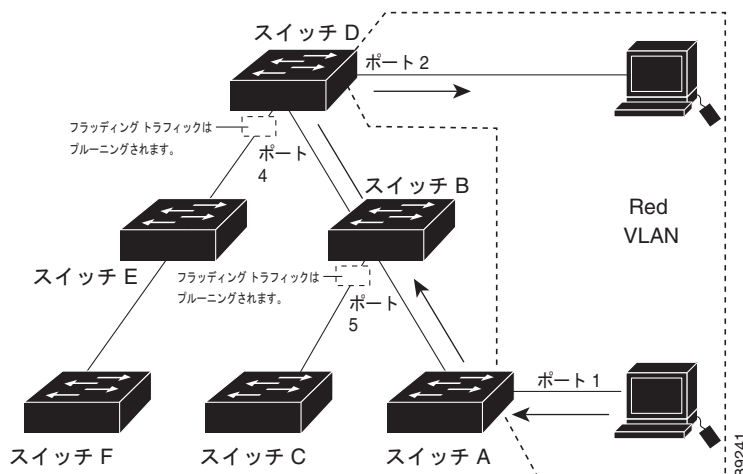 スイッチ D
ポート 2
フラッディング トラフィックは
プルーニングされます。
ポート
4
スイッチ B
Red
VLAN
スイッチ E
フラッディング トラフィックは
プルーニングされます。
ポート
5
ポート 1
スイッチ F
スイッチ C
スイッチ A
89241